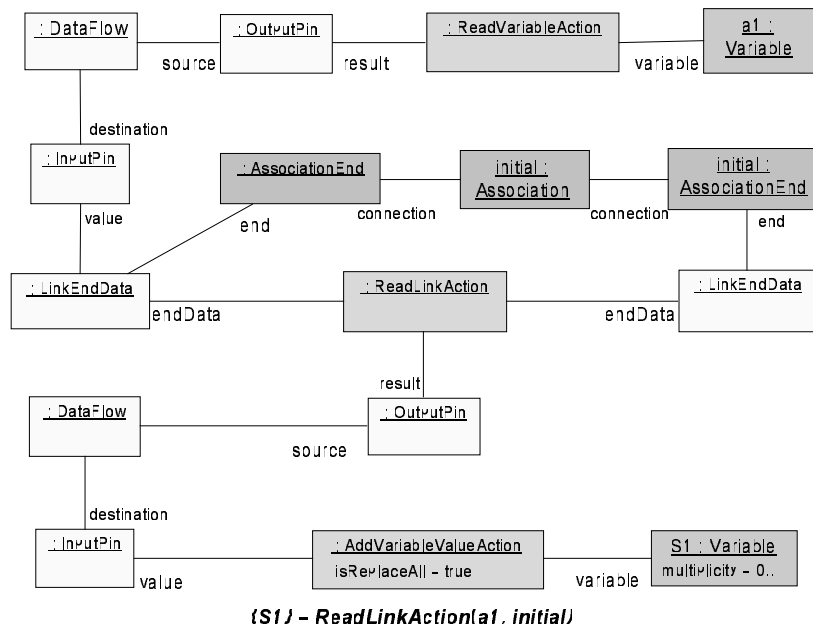 : DataFlow
source
: OutputPin
result
: ReadVariableAction
variable
a1 :
Variable
destination
: InputPin
value
: AssociationEnd
end
connection
initial :
Association
connection
initial :
AssociationEnd
end
: LinkEndData
endData
: ReadLinkAction
endData
: LinkEndData
result
: DataFlow
source
: OutputPin
destination
: InputPin
value
: AddVariableValueAction
isReplaceAll = true
variable
S1 : Variable
multiplicity = 0..
{S1} = ReadLinkAction(a1, initial)